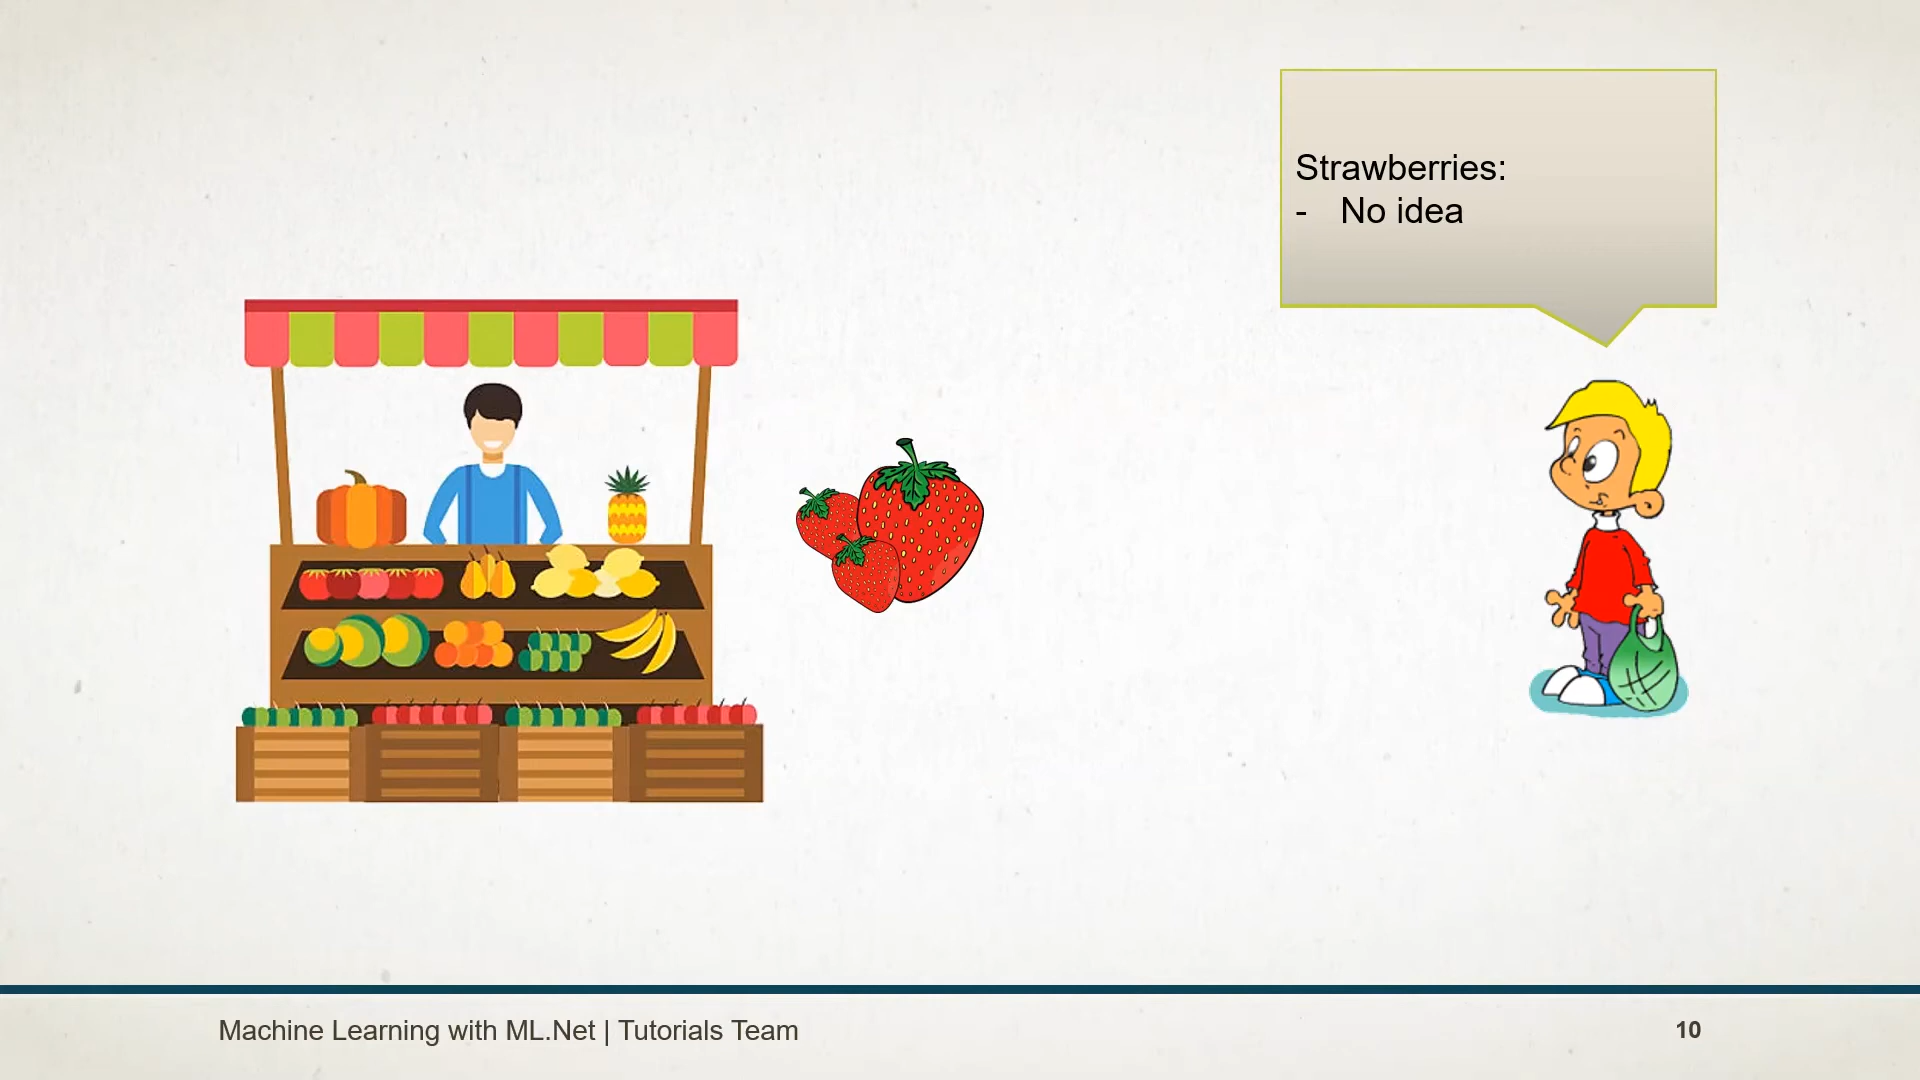 Strawberries:
- No idea
Machine Learning with ML.Net | Tutorials Team
10